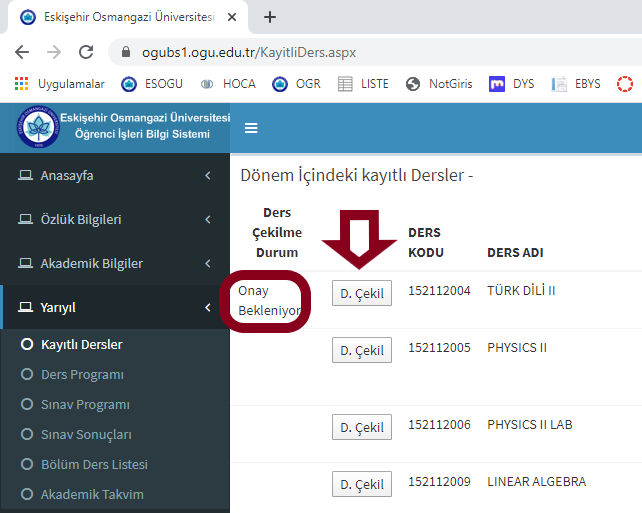 Eskişehir Osmangazi Üniversitesi
ogubs1.ogu.edu.tr/KayitliDers.aspx
Uygulamalar ESOGU HOCA OGR LISTE NotGiris DYS EBYS
Eskişehir Osmangazi Üniversitesi
Öğrenci İşleri Bilgi Sistemi
Anasayfa
Özlük Bilgileri
Akademik Bilgiler
Yarıyıl
Kayıtlı Dersler
Ders Programı
Sınav Programı
Sınav Sonuçları
Bölüm Ders Listesi
Akademik Takvim
Dönem İçindeki kayıtlı Dersler -
Ders
Çekilme
Durum
DERS
KODU
DERS ADI
Onay
Bekleniyor
D. Çekil 152112004 TÜRK DİLİ II
D. Çekil 152112005 PHYSICS II
D. Çekil 152112006 PHYSICS II LAB
D. Çekil 152112009 LINEAR ALGEBRA